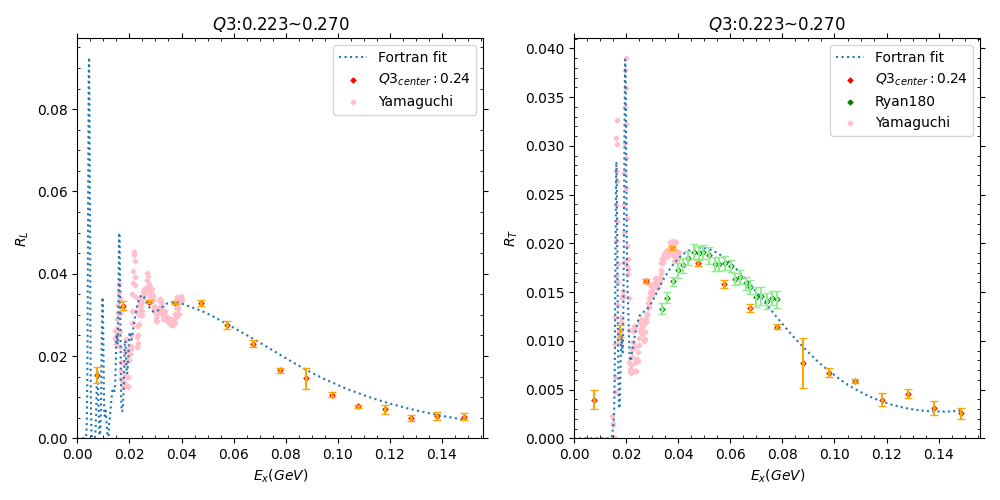 Q3:0.223~0.270
Q3:0.223~0.270
Fortran fit
Q3center:0.24
Yamaguchi
Fortran fit
Q3center:0.24
Ryan180
Yamaguchi
R_L
0.08
0.06
0.04
0.02
0.00
0.00 0.02 0.04 0.06 0.08 0.10 0.12 0.14
E_x(GeV)
R_T
0.040
0.035
0.030
0.025
0.020
0.015
0.010
0.005
0.000
0.00 0.02 0.04 0.06 0.08 0.10 0.12 0.14
E_x(GeV)